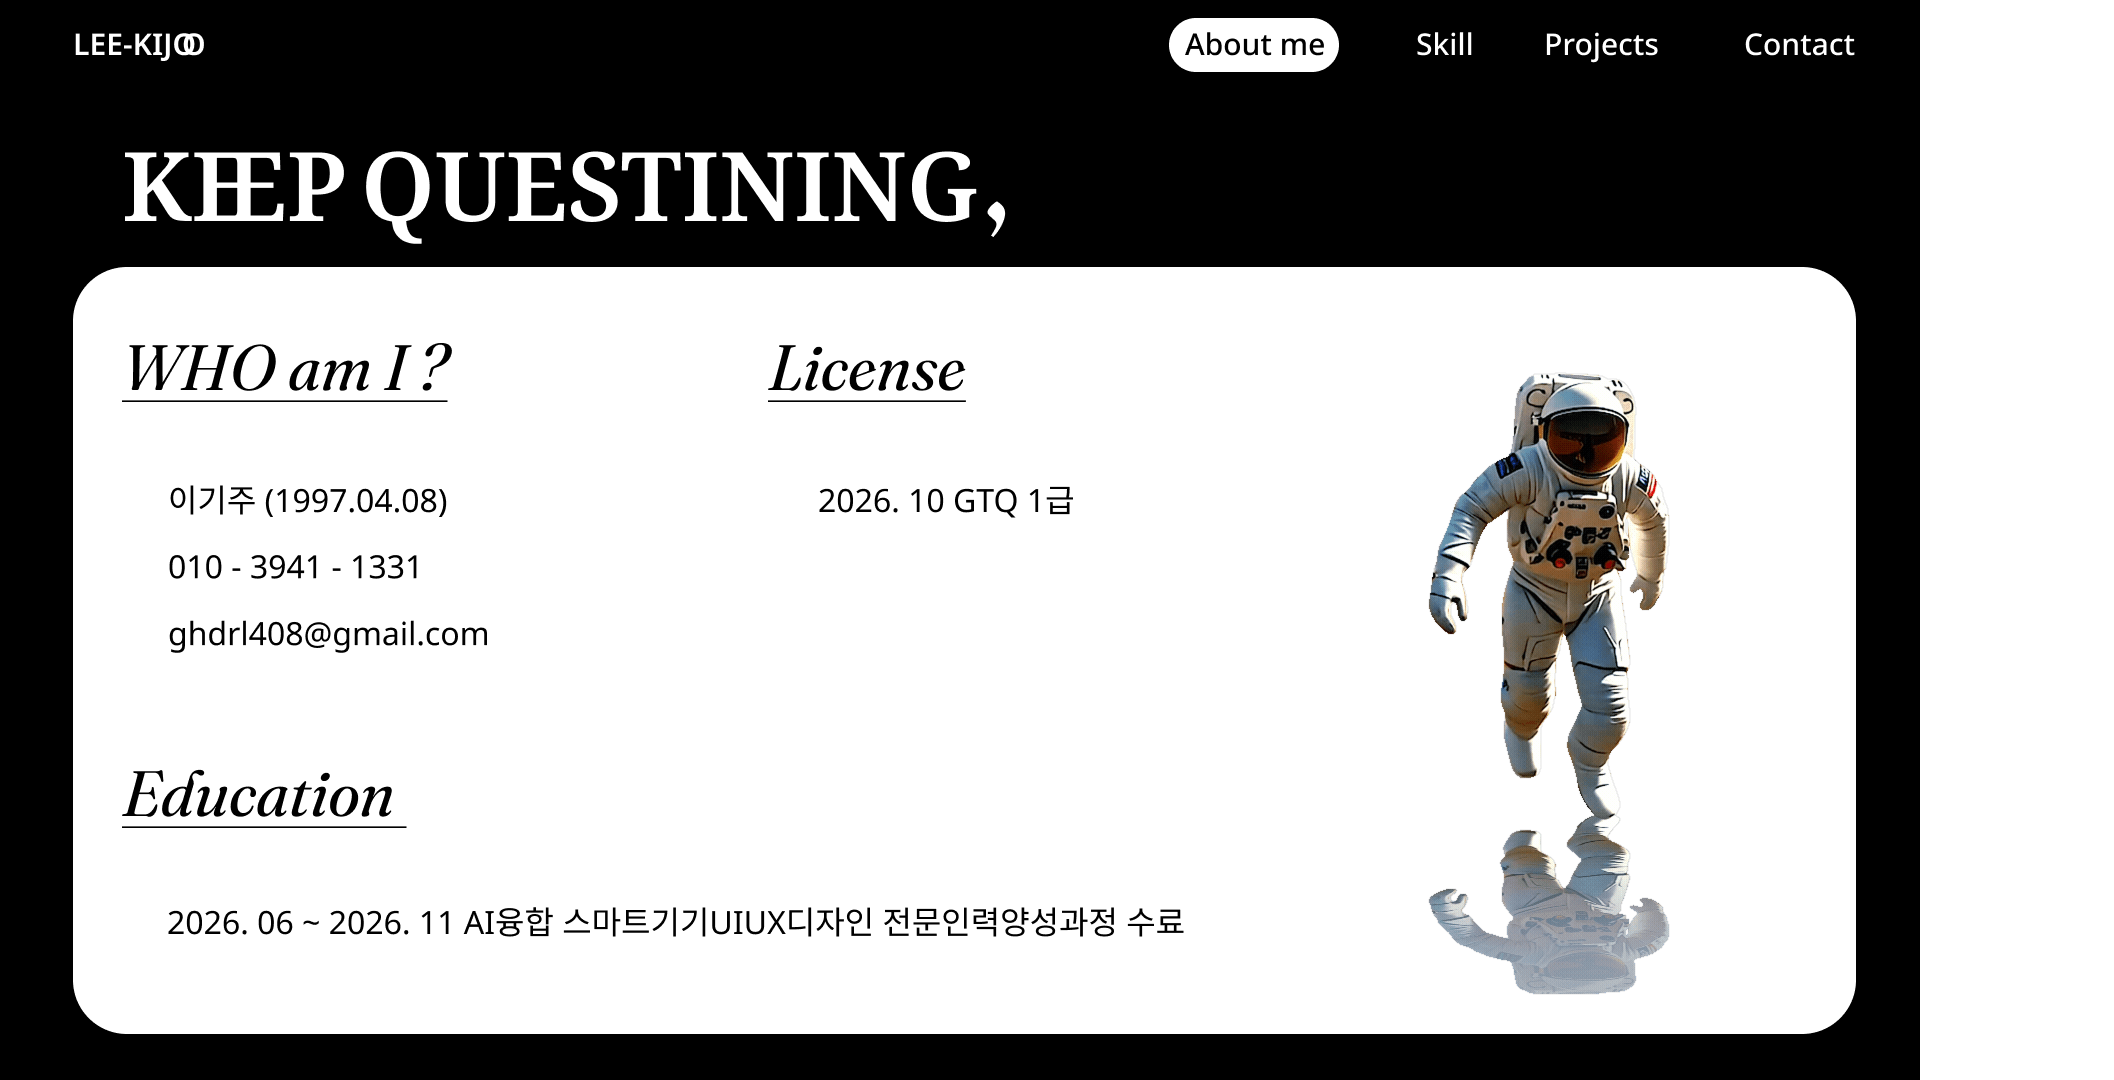 LEE-KIJOO
About me
Skill
Projects
Contact
KEEP QUESTINING,
WHO am I ?
이기주 (1997.04.08)
010 - 3941 - 1331
ghdrl408@gmail.com
License
2026. 10 GTQ 1급
Education
2026. 06 ~ 2026. 11 AI융합 스마트기기UIUX디자인 전문인력양성과정 수료